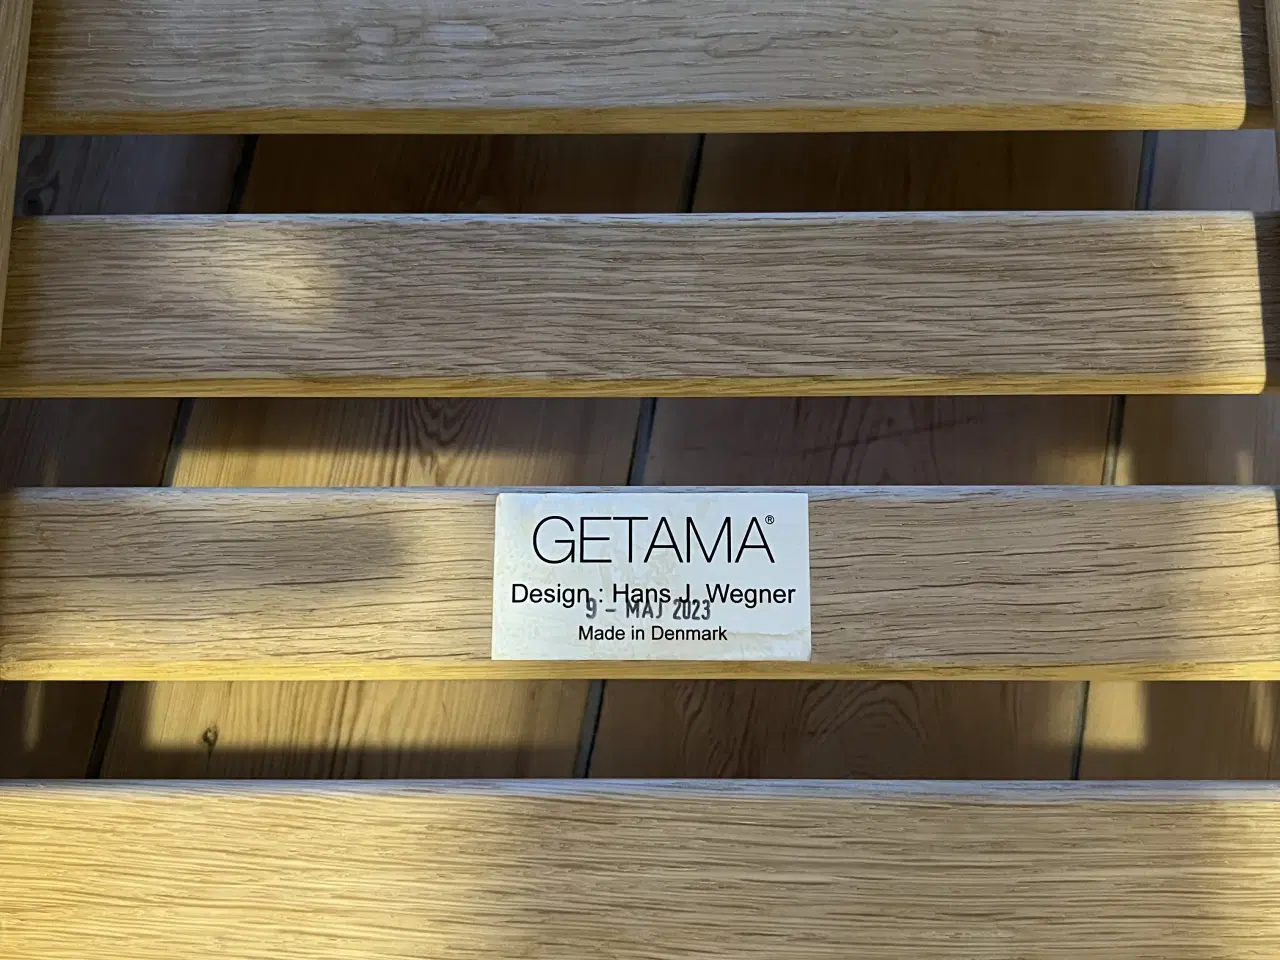 GETAMA®
Design : Hans J. Wegner
9 - MAJ 2023
Made in Denmark